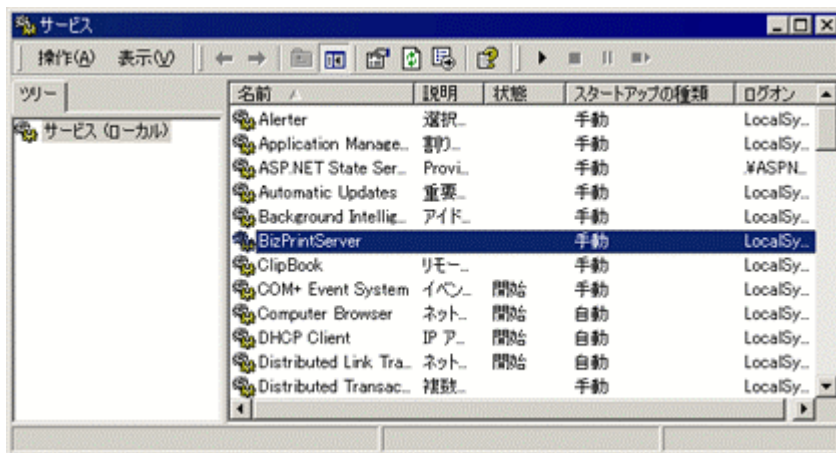 サービス
操作(A) 表示(V)
ツリー
サービス (ローカル)
名前 説明 状態 スタートアップの種類 ログオン
Alerter 選択... 手動 LocalSy...
Application Manage... 割り... 手動 LocalSy...
ASP.NET State Ser... Provi... 手動 .¥ASPN...
Automatic Updates 重要... 手動 LocalSy...
Background Intellig... アイド... 手動 LocalSy...
BizPrintServer 手動 LocalSy...
ClipBook リモー... 手動 LocalSy...
COM+ Event System イベン... 開始 手動 LocalSy...
Computer Browser ネット... 開始 自動 LocalSy...
DHCP Client IP ア... 開始 自動 LocalSy...
Distributed Link Tra... ネット... 開始 自動 LocalSy...
Distributed Transac... 複数... 手動 LocalSy...